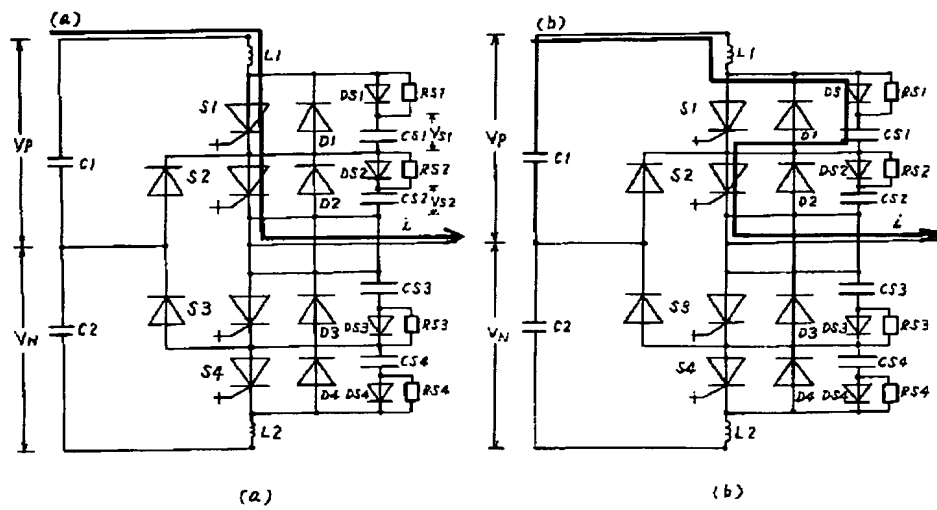 (a)
L1
DS1
RS1
S1
VP
D1
CS1
VS1
C1
S2
DS2
RS2
D2
CS2
VS2
i
CS3
S3
C2
VN
D3
DS3
RS3
S4
CS4
D4
DS4
RS4
L2
(a)
(b)
L1
DS
RS1
S1
VP
D1
CS1
C1
S2
DS2
RS2
D2
CS2
i
CS3
S3
C2
VN
D3
DS3
RS3
S4
CS4
D4
DS4
RS4
L2
(b)